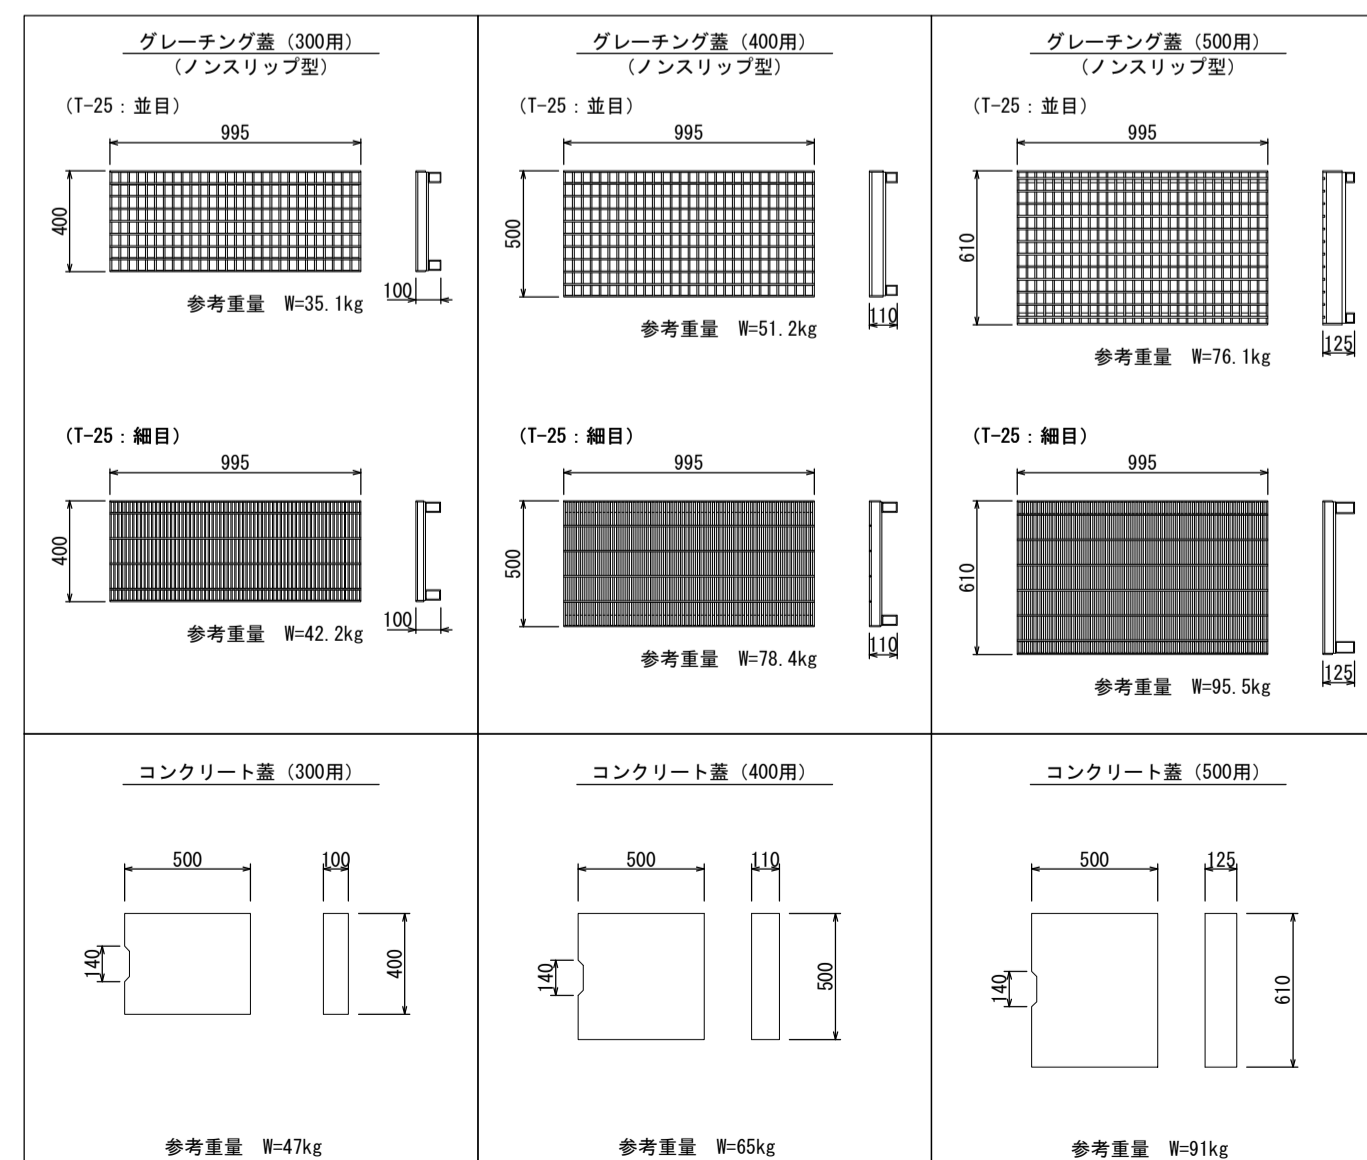 グレーチング蓋（300用）
（ノンスリップ型）
（T-25：並目）
995
400
100
参考重量　W=35.1kg
（T-25：細目）
995
400
100
参考重量　W=42.2kg
グレーチング蓋（400用）
（ノンスリップ型）
（T-25：並目）
995
500
110
参考重量　W=51.2kg
（T-25：細目）
995
500
110
参考重量　W=78.4kg
グレーチング蓋（500用）
（ノンスリップ型）
（T-25：並目）
995
610
125
参考重量　W=76.1kg
（T-25：細目）
995
610
125
参考重量　W=95.5kg
コンクリート蓋（300用）
500
100
140
400
参考重量　W=47kg
コンクリート蓋（400用）
500
110
140
500
参考重量　W=65kg
コンクリート蓋（500用）
500
125
140
610
参考重量　W=91kg